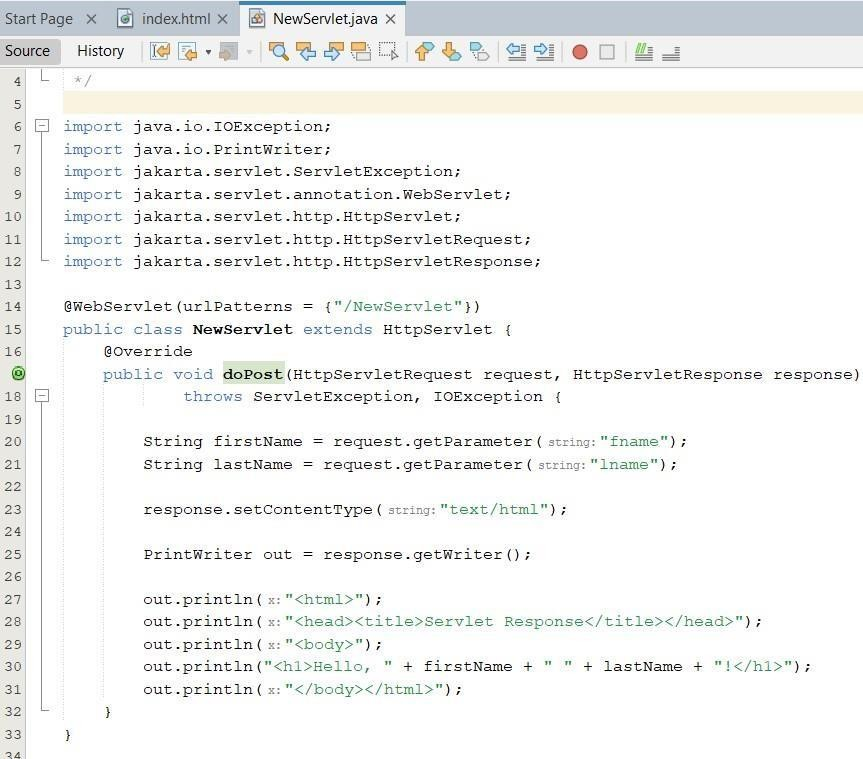 Start Page index.html NewServlet.java
Source History
4 */
5
6 import java.io.IOException;
7 import java.io.PrintWriter;
8 import jakarta.servlet.ServletException;
9 import jakarta.servlet.annotation.WebServlet;
10 import jakarta.servlet.http.HttpServlet;
11 import jakarta.servlet.http.HttpServletRequest;
12 import jakarta.servlet.http.HttpServletResponse;
13
14 @WebServlet(urlPatterns = {"/NewServlet"})
15 public class NewServlet extends HttpServlet {
16 @Override
public void doPost(HttpServletRequest request, HttpServletResponse response)
18 throws ServletException, IOException {
19
20 String firstName = request.getParameter( string: "fname");
21 String lastName = request.getParameter( string: "lname");
22
23 response.setContentType( string: "text/html");
24
25 PrintWriter out = response.getWriter();
26
27 out.println( x: "<html>");
28 out.println( x: "<head><title>Servlet Response</title></head>");
29 out.println( x: "<body>");
30 out.println("<h1>Hello, " + firstName + " " + lastName + "!</h1>");
31 out.println( x: "</body></html>");
32 }
33 }
34